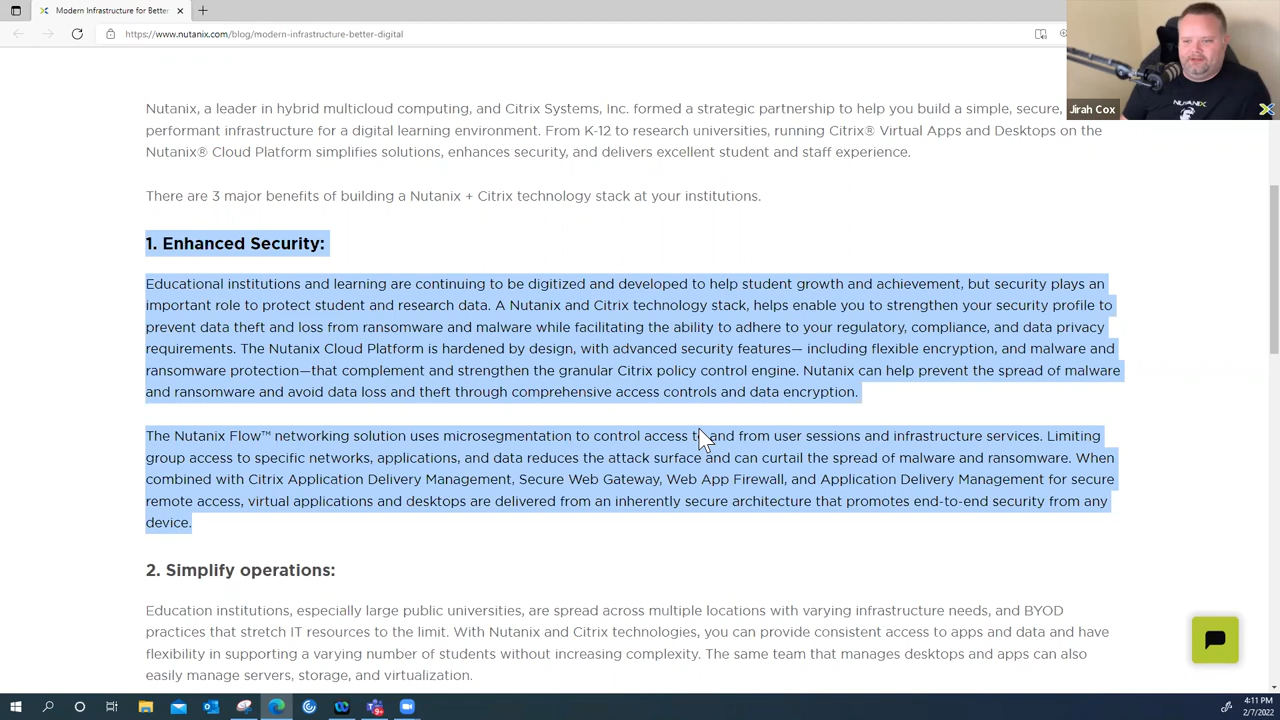 Modern Infrastructure for Better
https://www.nutanix.com/blog/modern-infrastructure-better-digital
NUTANIX
Jirah Cox
Nutanix, a leader in hybrid multicloud computing, and Citrix Systems, Inc. formed a strategic partnership to help you build a simple, secure,
performant infrastructure for a digital learning environment. From K-12 to research universities, running Citrix® Virtual Apps and Desktops on the
Nutanix® Cloud Platform simplifies solutions, enhances security, and delivers excellent student and staff experience.
There are 3 major benefits of building a Nutanix + Citrix technology stack at your institutions.
1. Enhanced Security:
Educational institutions and learning are continuing to be digitized and developed to help student growth and achievement, but security plays an
important role to protect student and research data. A Nutanix and Citrix technology stack, helps enable you to strengthen your security profile to
prevent data theft and loss from ransomware and malware while facilitating the ability to adhere to your regulatory, compliance, and data privacy
requirements. The Nutanix Cloud Platform is hardened by design, with advanced security features— including flexible encryption, and malware and
ransomware protection—that complement and strengthen the granular Citrix policy control engine. Nutanix can help prevent the spread of malware
and ransomware and avoid data loss and theft through comprehensive access controls and data encryption.
The Nutanix Flow™ networking solution uses microsegmentation to control access to and from user sessions and infrastructure services. Limiting
group access to specific networks, applications, and data reduces the attack surface and can curtail the spread of malware and ransomware. When
combined with Citrix Application Delivery Management, Secure Web Gateway, Web App Firewall, and Application Delivery Management for secure
remote access, virtual applications and desktops are delivered from an inherently secure architecture that promotes end-to-end security from any
device.
2. Simplify operations:
Education institutions, especially large public universities, are spread across multiple locations with varying infrastructure needs, and BYOD
practices that stretch IT resources to the limit. With Nutanix and Citrix technologies, you can provide consistent access to apps and data and have
flexibility in supporting a varying number of students without increasing complexity. The same team that manages desktops and apps can also
easily manage servers, storage, and virtualization.
4:11 PM
2/7/2022